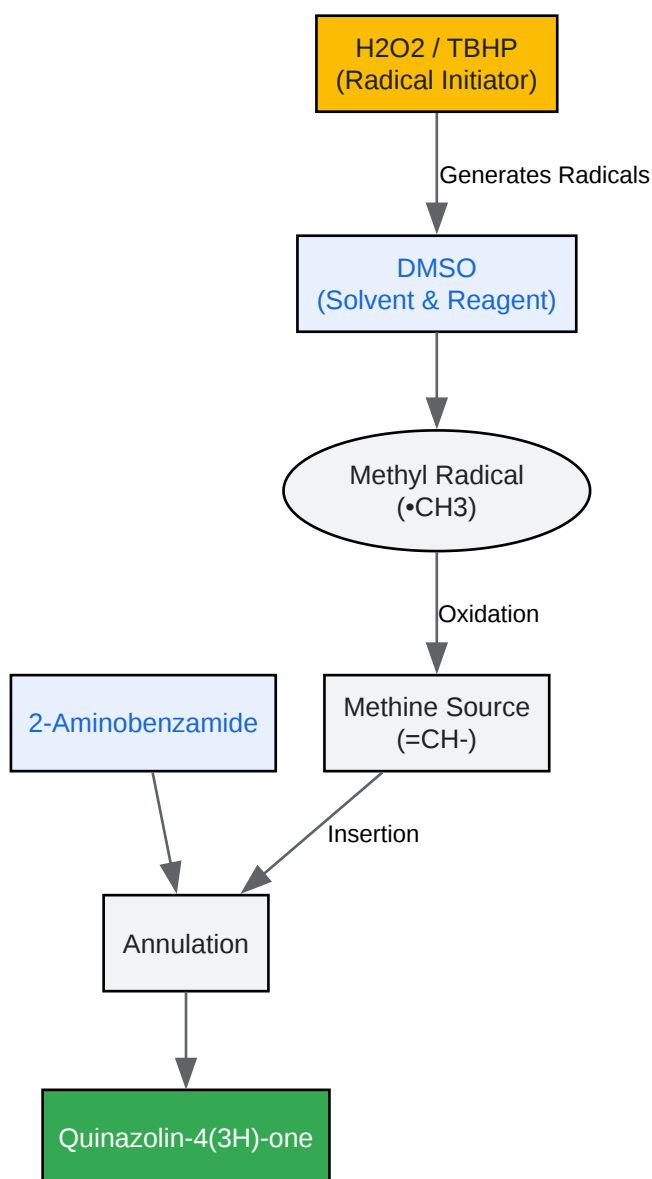 H2O2 / TBHP
(Radical Initiator)
Generates Radicals
DMSO
(Solvent & Reagent)
Methyl Radical
(•CH3)
Oxidation
2-Aminobenzamide
Methine Source
(=CH-)
Insertion
Annulation
Quinazolin-4(3H)-one